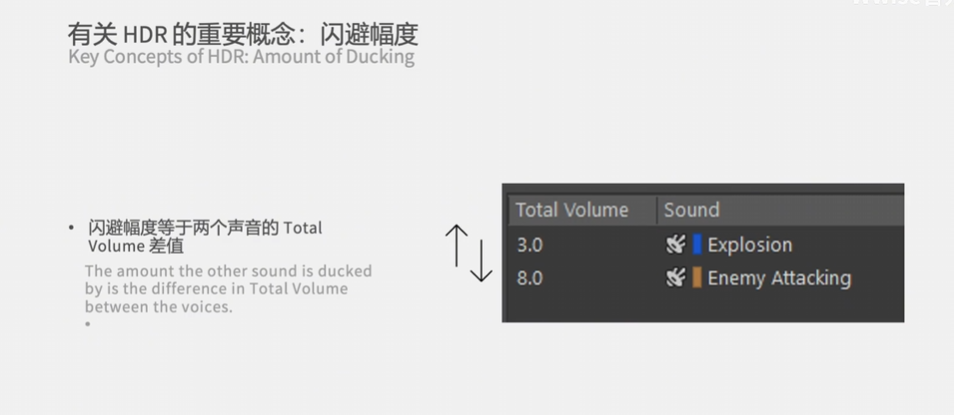 有关 HDR 的重要概念：闪避幅度
Key Concepts of HDR: Amount of Ducking
• 闪避幅度等于两个声音的 Total
Volume 差值
The amount the other sound is ducked
by is the difference in Total Volume
between the voices.
•
Total Volume Sound
3.0 Explosion
8.0 Enemy Attacking